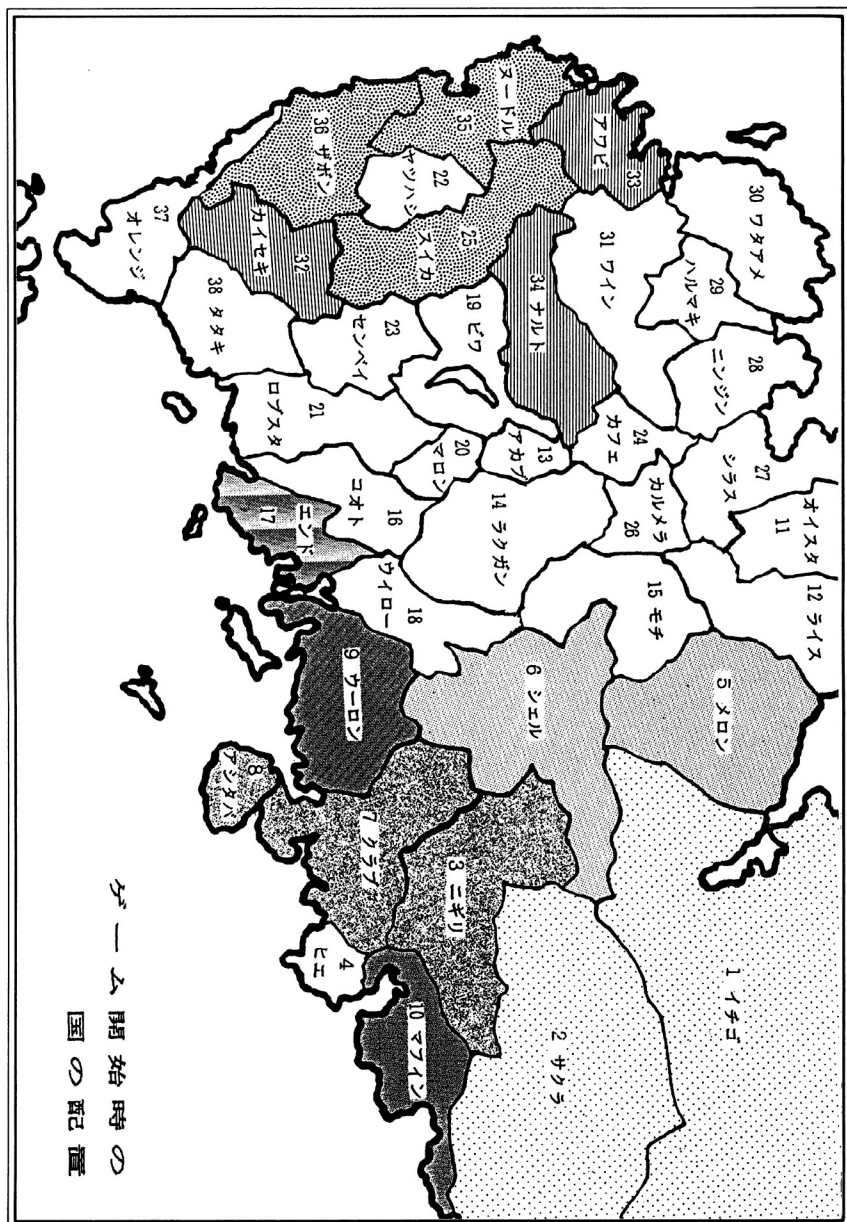 1 イチゴ
2 サクラ
3 ニギリ
4 ヒエ
5 メロン
6 シェル
7 クラブ
8 アシタバ
9 ウーロン
10 マフィン
11 オイスタ
12 ライス
13 アカブ
14 ラクガン
15 モチ
16 コオト
17 エンド
18 ウイロー
19 ビワ
20 マロン
21 ロブスタ
22 ヤツハシ
23 センベイ
24 カフェ
25 スイカ
26 カルメラ
27 シラス
28 ニンジン
29 ハルマキ
30 ワタアメ
31 ワイン
32 カイセキ
33 アワビ
34 ナルト
35 ヌードル
36 ザボン
37 オレンジ
38 タタキ
ゲーム開始時の
国の配置